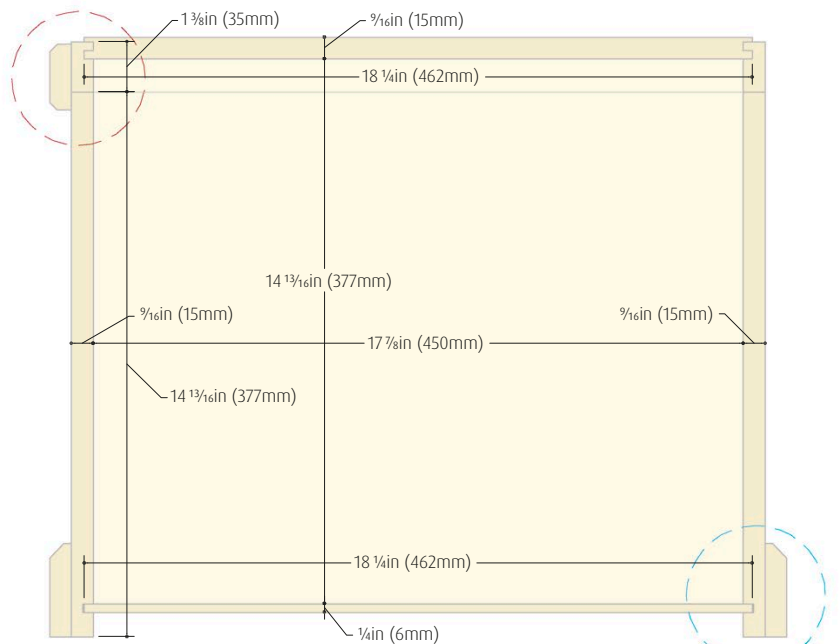 1 ⅜in (35mm)
⁹⁄₁₆in (15mm)
18 ¼in (462mm)
14 ¹³⁄₁₆in (377mm)
⁹⁄₁₆in (15mm)
⁹⁄₁₆in (15mm)
17 ⅞in (450mm)
14 ¹³⁄₁₆in (377mm)
18 ¼in (462mm)
¼in (6mm)